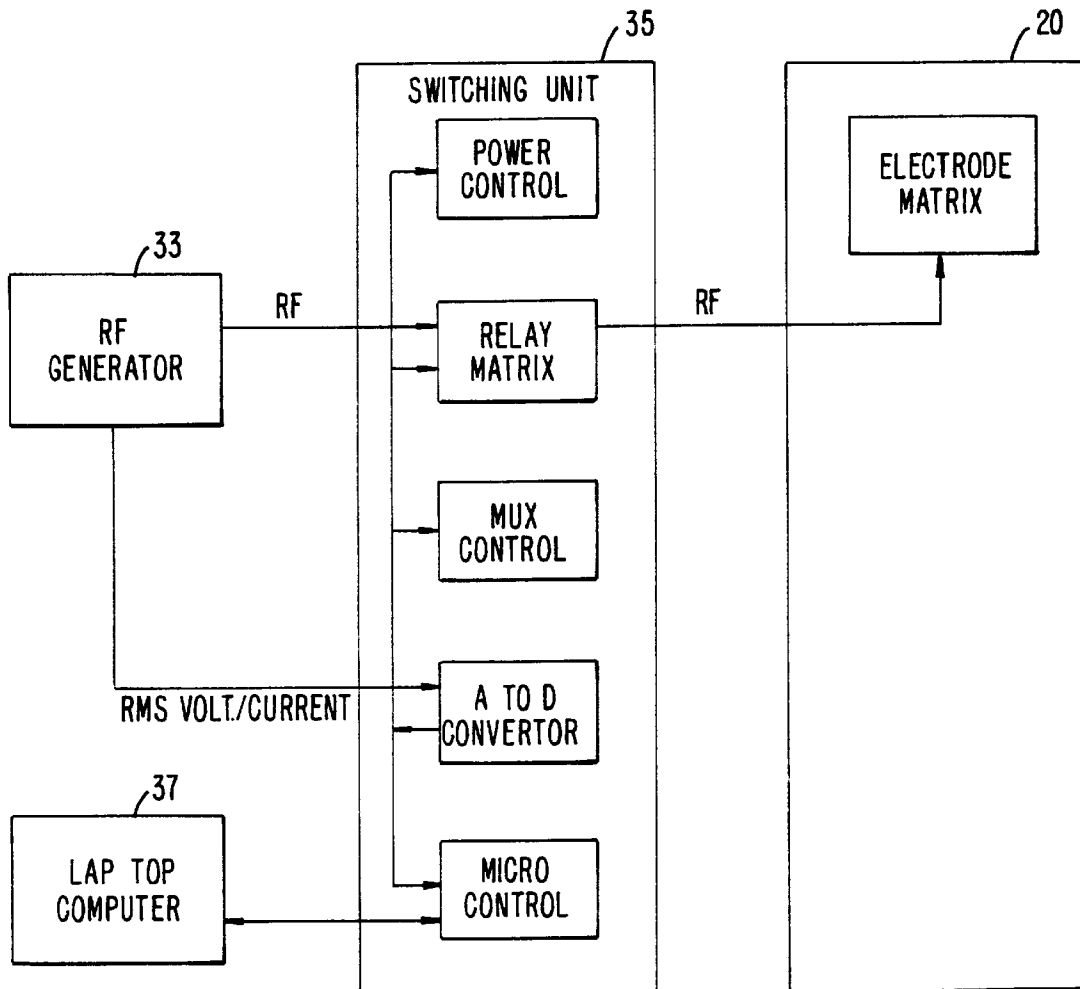 35
20
SWITCHING UNIT
POWER
CONTROL
ELECTRODE
MATRIX
33
RF
GENERATOR
RF
RELAY
MATRIX
RF
MUX
CONTROL
RMS VOLT./CURRENT
A TO D
CONVERTOR
37
LAP TOP
COMPUTER
MICRO
CONTROL